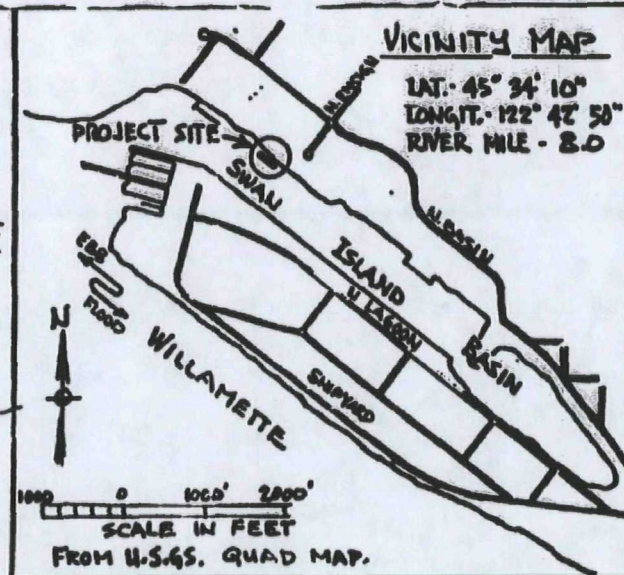 VICINITY MAP
LAT.- 45° 34' 10"
LONGIT.- 122° 42' 50"
RIVER MILE - 8.0
PROJECT SITE
SWAN
ISLAND
BASIN
N. BASIN
N. LAGOON
SHIPYARD
EBB
FLOOD
WILLAMETTE
N
1000 0 1000' 2000'
SCALE IN FEET
FROM U.S.G.S. QUAD MAP.